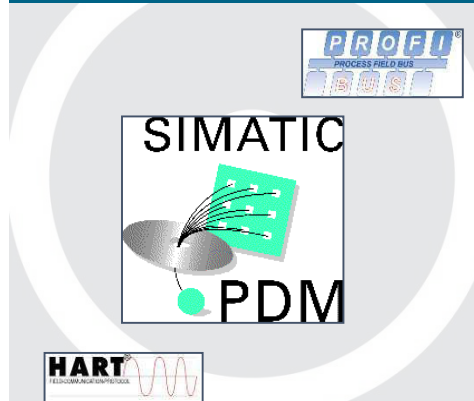 PROFI®
PROCESS FIELD BUS
BUS
SIMATIC
PDM
HART®
FIELD COMMUNICATION PROTOCOL